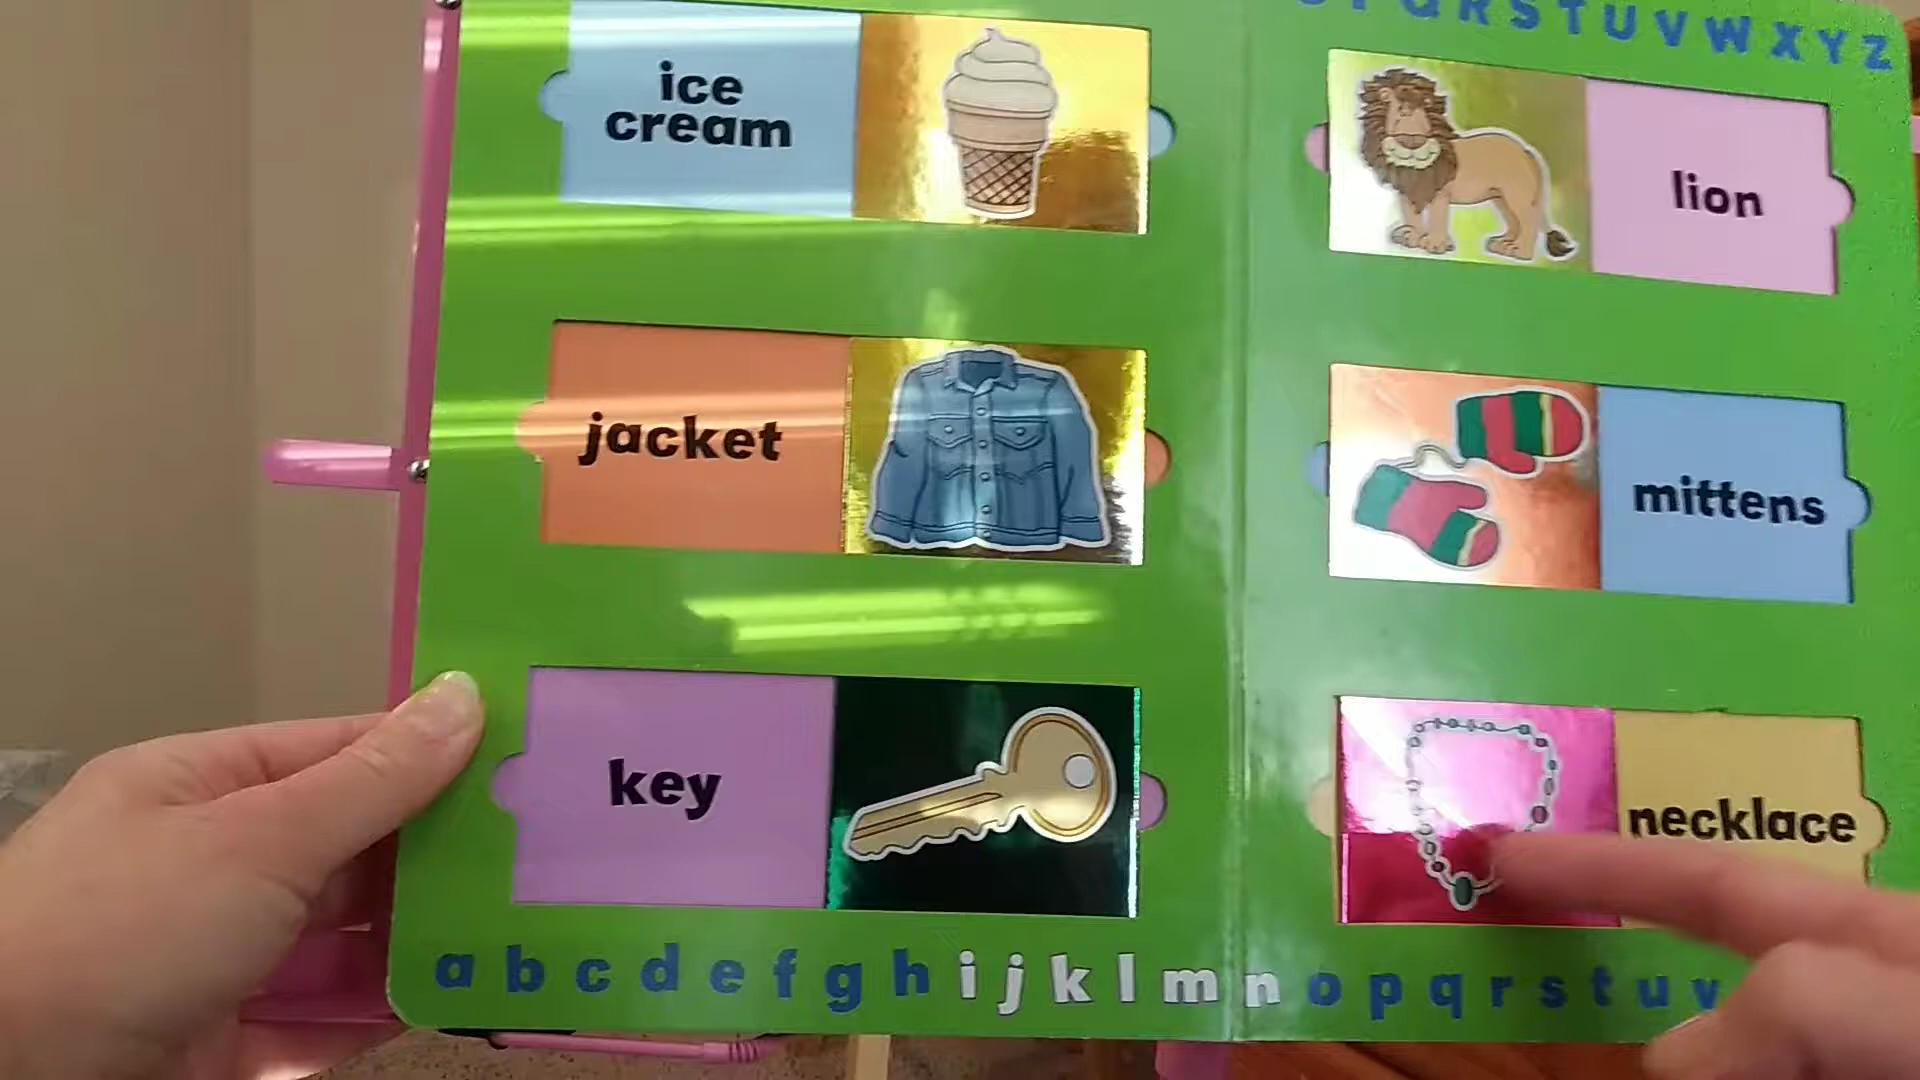 Q R S T U V W X Y Z
ice
cream
lion
jacket
mittens
key
necklace
a b c d e f g h i j k l m n o p q r s t u v